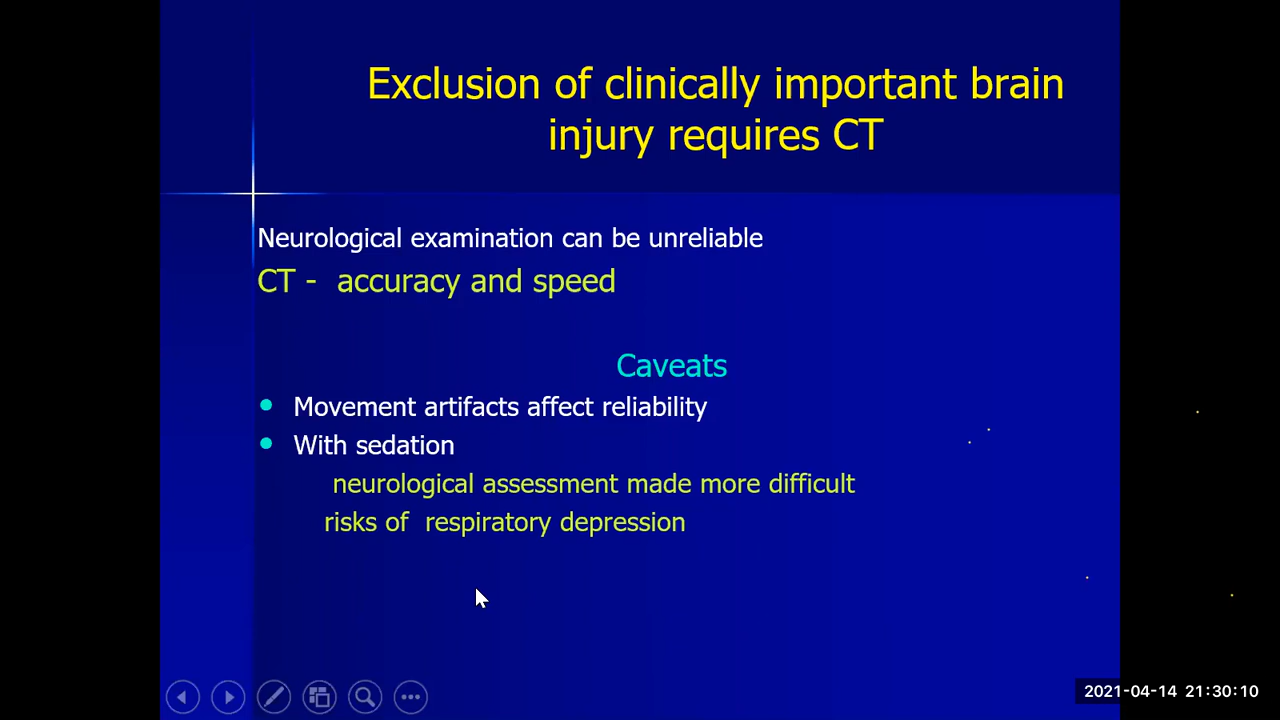 Exclusion of clinically important brain
injury requires CT
Neurological examination can be unreliable
CT -  accuracy and speed
Caveats
Movement artifacts affect reliability
With sedation
neurological assessment made more difficult
risks of  respiratory depression
2021-04-14 21:30:10